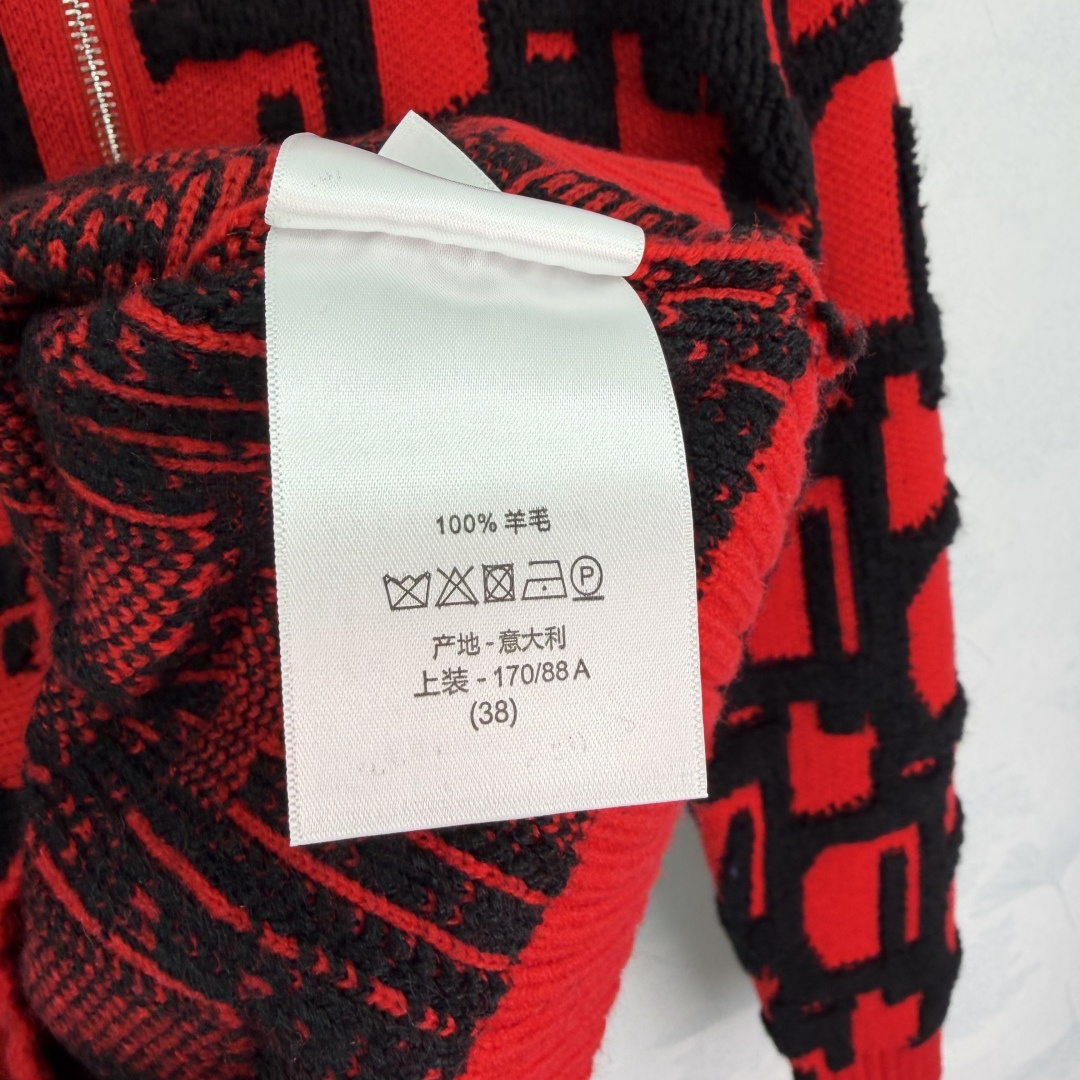 100% 羊毛
P
产地 - 意大利
上装 - 170/88 A
(38)